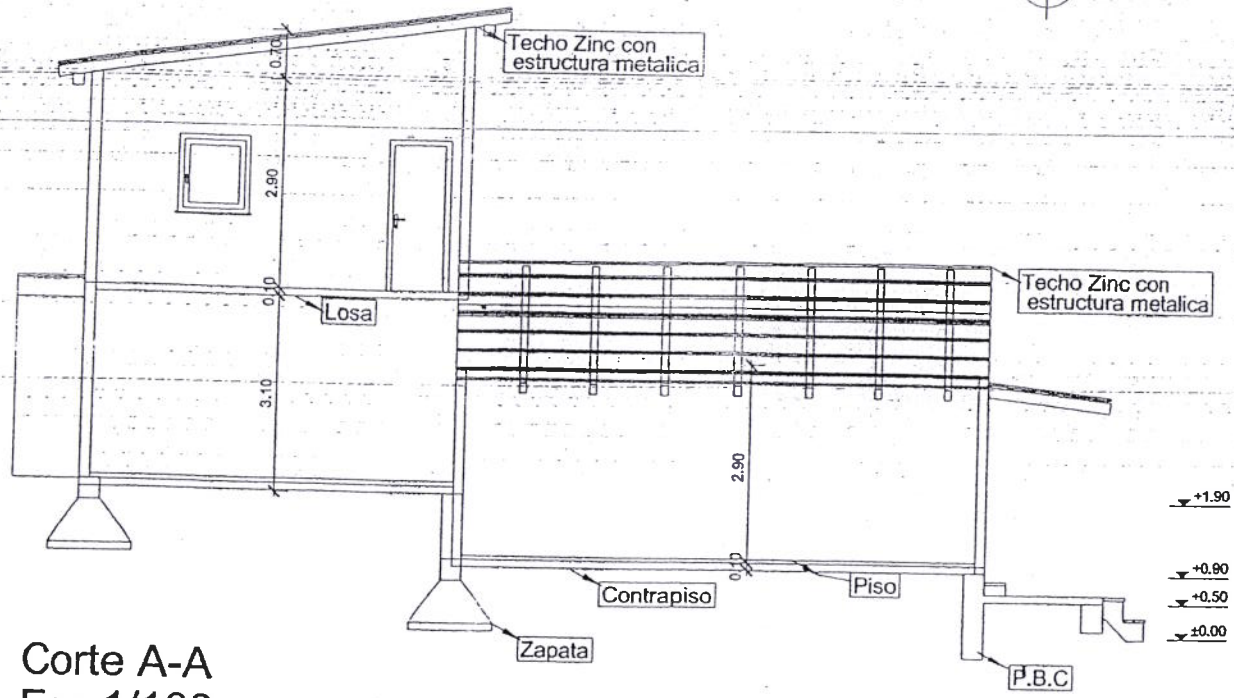 Techo Zinc con
estructura metalica
0.70
2.90
0.10
Losa
3.10
Techo Zinc con
estructura metalica
2.90
0.10
Contrapiso
Piso
Zapata
P.B.C
+1.90
+0.90
+0.50
±0.00
Corte A-A